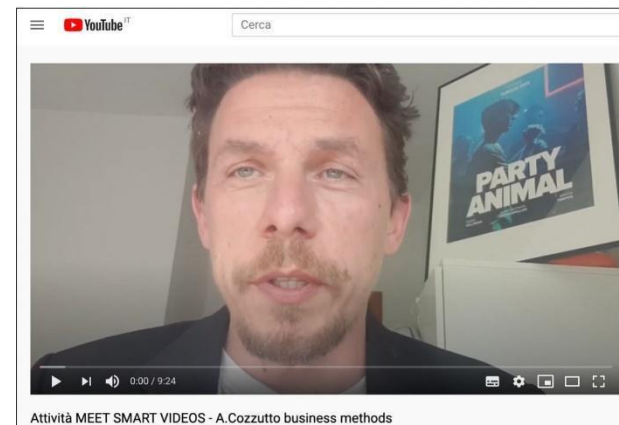 YouTube IT
Cerca
PARTY
ANIMAL
0:00 / 9:24
Attività MEET SMART VIDEOS - A.Cozzutto business methods